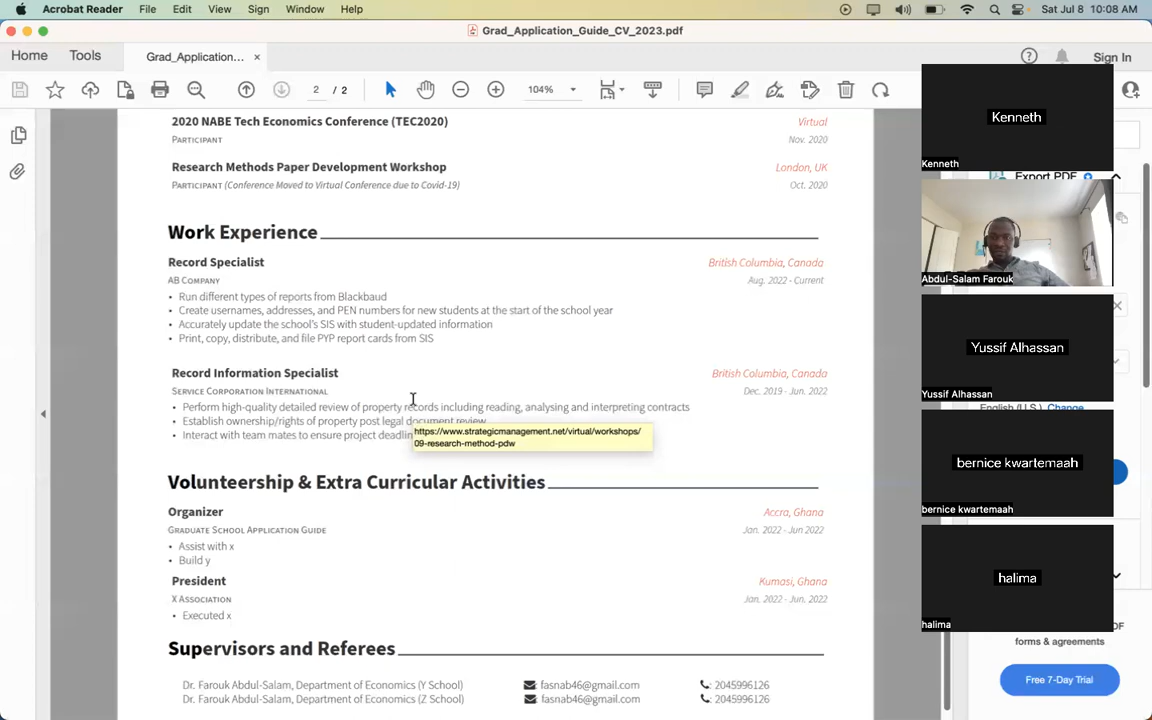 Acrobat Reader File Edit View Sign Window Help Sat Jul 8 10:08 AM
Grad_Application_Guide_CV_2023.pdf
Home Tools Grad_Application... × Sign In
2 / 2 104%
2020 NABE Tech Economics Conference (TEC2020) Virtual
Participant Nov. 2020
Research Methods Paper Development Workshop London, UK
Participant (Conference Moved to Virtual Conference due to Covid-19) Oct. 2020
Work Experience
Record Specialist British Columbia, Canada
AB Company Aug. 2022 - Current
• Run different types of reports from Blackbaud
• Create usernames, addresses, and PEN numbers for new students at the start of the school year
• Accurately update the school's SIS with student-updated information
• Print, copy, distribute, and file PYP report cards from SIS
Record Information Specialist British Columbia, Canada
Service Corporation International Dec. 2019 - Jun. 2022
• Perform high-quality detailed review of property records including reading, analysing and interpreting contracts
• Establish ownership/rights of property post legal document review
• Interact with team mates to ensure project deadlin
https://www.strategicmanagement.net/virtual/workshops/
09-research-method-pdw
Volunteership & Extra Curricular Activities
Organizer Accra, Ghana
Graduate School Application Guide Jan. 2022 - Jun 2022
• Assist with x
• Build y
President Kumasi, Ghana
X Association Jan. 2022 - Jun. 2022
• Executed x
Supervisors and Referees
Dr. Farouk Abdul-Salam, Department of Economics (Y School) : fasnab46@gmail.com : 2045996126
Dr. Farouk Abdul-Salam, Department of Economics (Z School) : fasnab46@gmail.com : 2045996126
Kenneth
Kenneth
Export PDF
Abdul-Salam Farouk
Yussif Alhassan
Yussif Alhassan
English (U.S.) Change
bernice kwartemaah
bernice kwartemaah
halima
halima
forms & agreements
Free 7-Day Trial